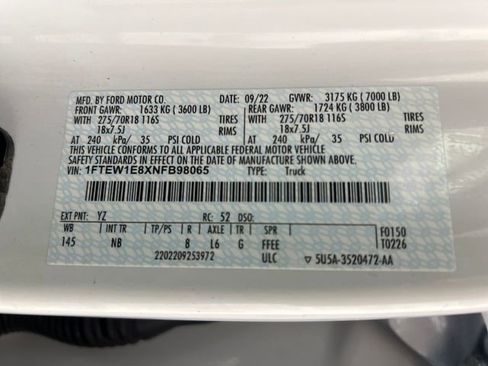 MFD. BY FORD MOTOR CO. 09/22 GVWR: 3175 KG ( 7000 LB)
FRONT GAWR: 1633 KG ( 3600 LB) REAR GAWR: 1724 KG ( 3800 LB)
WITH 275/70R18 116S TIRES WITH 275/70R18 116S TIRES
18x7.5J RIMS 18x7.5J RIMS
AT 240 kPa/ 35 PSI COLD AT 240 kPa/ 35 PSI COLD
THIS VEHICLE CONFORMS TO ALL APPLICABLE FEDERAL MOTOR VEHICLE
SAFETY STANDARDS IN EFFECT ON THE DATE OF MANUFACTURE SHOWN ABOVE.
VIN: 1FTEW1E8XNFB98065 TYPE: Truck
EXT PNT: YZ RC: 52 DSO:
WB INT TR TP/PS R AXLE TR SPR F0150
145 NB 8 L6 G FFEE T0226
2202209253972 ULC ▽ 5U5A-3520472-AA